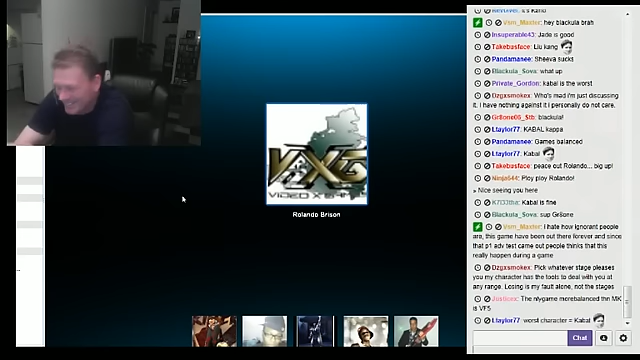 Vsm_Master: hey blackula brah
Insuperable43: Jade is good
Takebasface: Liu kang
Pandamanee: Sheeva sucks
Blackula_Sova: what up
Private_Gordon: kabal is the worst
Dzgxsmokex: Who's mad i'm just discussing
it. I have nothing against it i personally do not care.
Gr8one06_Stb: blackula!
Ltaylor77: KABAL kappa
Pandamanee: Games balanced
Ltaylor77: Kabal
Takebasface: peace out Rolando... big up!
Ninja544: Ploy ploy Rolando!
> Nice seeing you here
K7l33tha: Kabal is fine
Blackula_Sova: sup Gr8one
Vsm_Master: I hate how ignorant people
are, this game have been out there forever and since
that p1 adv test came out people thinks that this
really happen during a game
Dzgxsmokex: Pick whatever stage pleases
you my character has the tools to deal with you at
any range. Losing is my fault alone, not the stages
Justicex: The nlygame morebalanced thn MK
is VF5
Ltaylor77: worst character = Kabal
Chat
VXG
VIDEO X GAMES
Rolando Brison